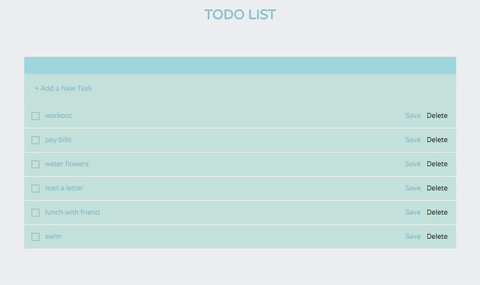 TODO LIST
+ Add a New Task
workout Save Delete
pay bills Save Delete
water flowers Save Delete
mail a letter Save Delete
lunch with friend Save Delete
swim Save Delete